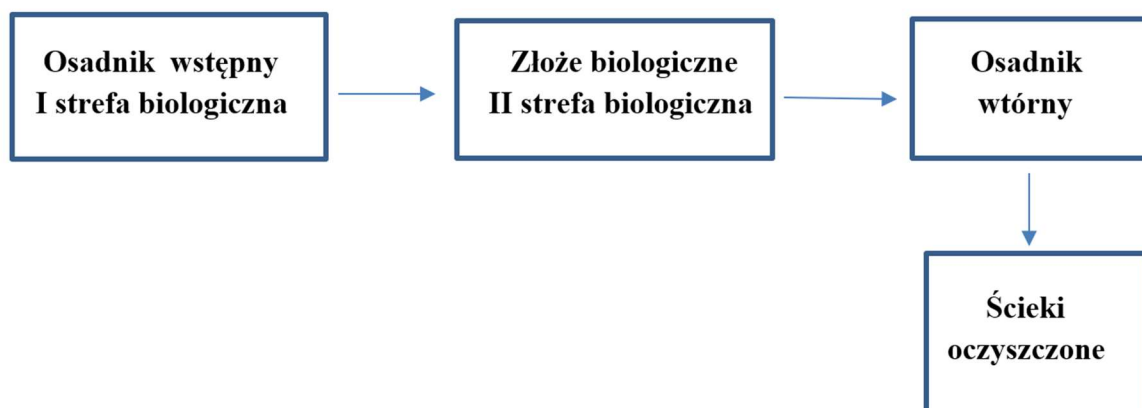 Osadnik wstępny
I strefa biologiczna
Złoże biologiczne
II strefa biologiczna
Osadnik
wtórny
Ścieki
oczyszczone